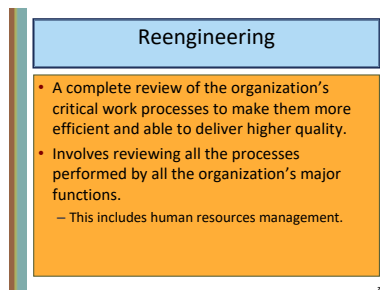 Reengineering
• A complete review of the organization's
critical work processes to make them more
efficient and able to deliver higher quality.
• Involves reviewing all the processes
performed by all the organization's major
functions.
– This includes human resources management.